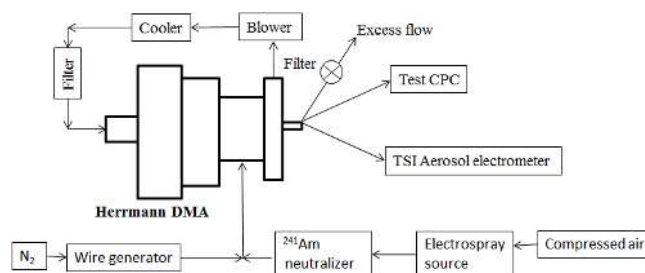 Cooler
Blower
Excess flow
Filter
Filter
Test CPC
TSI Aerosol electrometer
Herrmann DMA
N2
Wire generator
241Am
neutralizer
Electrospray
source
Compressed air